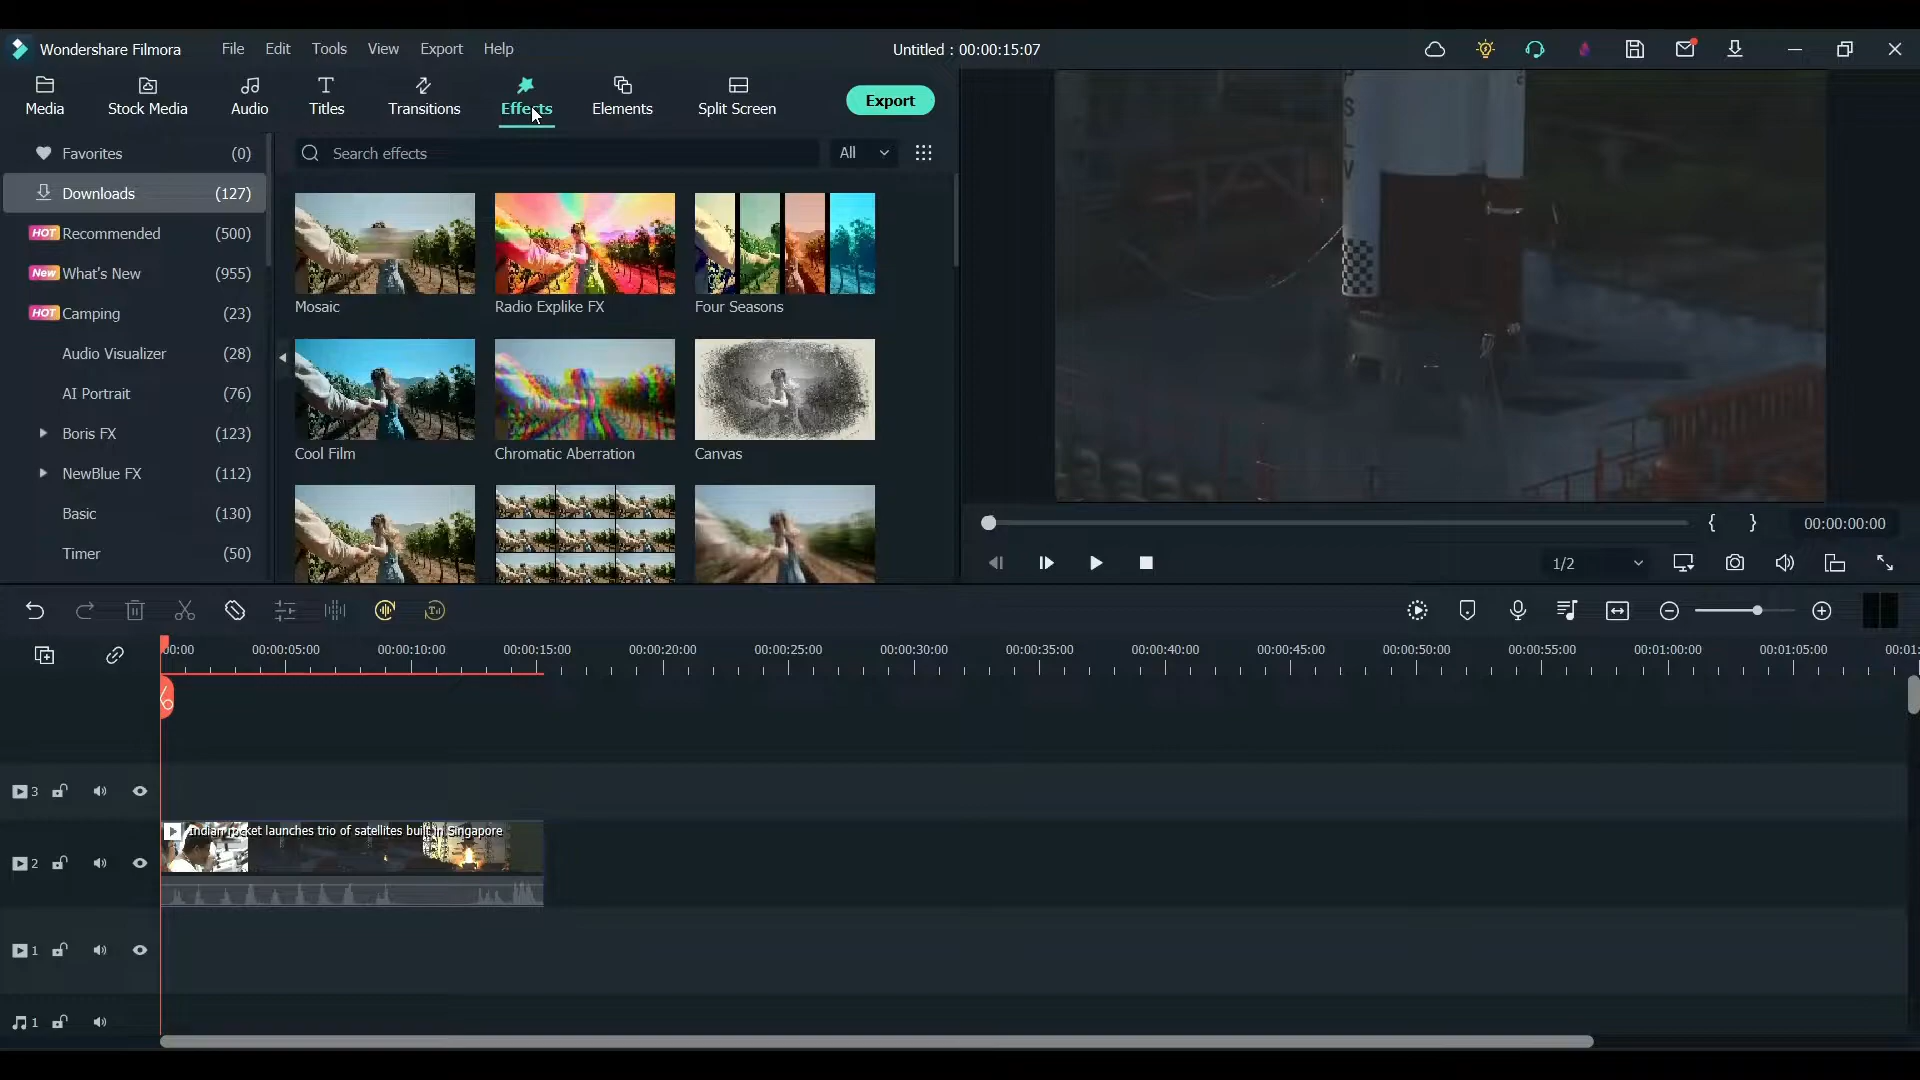 Wondershare Filmora
File
Edit
Tools
View
Export
Help
Untitled : 00:00:15:07
Media
Stock Media
Audio
Titles
Transitions
Effects
Elements
Split Screen
Export
Favorites (0)
Downloads (127)
HOT Recommended (500)
New What's New (955)
HOT Camping (23)
Audio Visualizer (28)
AI Portrait (76)
Boris FX (123)
NewBlue FX (112)
Basic (130)
Timer (50)
Search effects
All
Mosaic
Radio Explike FX
Four Seasons
Cool Film
Chromatic Aberration
Canvas
S
L
V
{ }
00:00:00:00
1/2
00:00
00:00:05:00
00:00:10:00
00:00:15:00
00:00:20:00
00:00:25:00
00:00:30:00
00:00:35:00
00:00:40:00
00:00:45:00
00:00:50:00
00:00:55:00
00:01:00:00
00:01:05:00
00:01:
3
Indian rocket launches trio of satellites built in Singapore
2
1
1